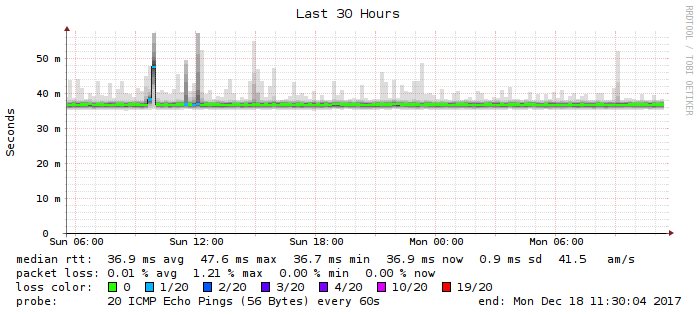 Last 30 Hours
RRDTOOL / TOBI OETIKER
Seconds
50 m
40 m
30 m
20 m
10 m
0
Sun 06:00 Sun 12:00 Sun 18:00 Mon 00:00 Mon 06:00
median rtt: 36.9 ms avg 47.6 ms max 36.7 ms min 36.9 ms now 0.9 ms sd 41.5 am/s
packet loss: 0.01 % avg 1.21 % max 0.00 % min 0.00 % now
loss color: 0 1/20 2/20 3/20 4/20 10/20 19/20
probe: 20 ICMP Echo Pings (56 Bytes) every 60s end: Mon Dec 18 11:30:04 2017